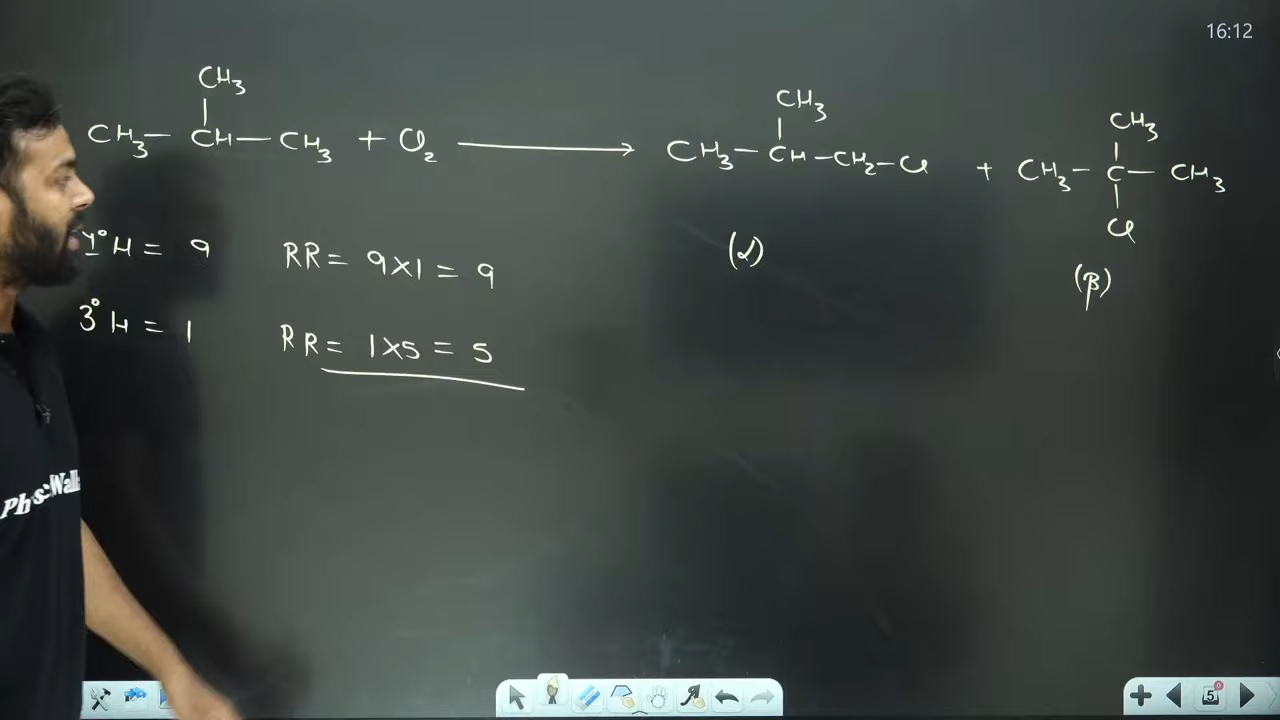 16:12
CH3
CH3 — CH — CH3 + Cl2 ⟶ CH3 — CH — CH2 — Cl + CH3 — C — CH3
CH3
CH3
Cl
1° H = 9
RR = 9×1 = 9
(α)
(β)
3° H = 1
RR = 1×5 = 5
5